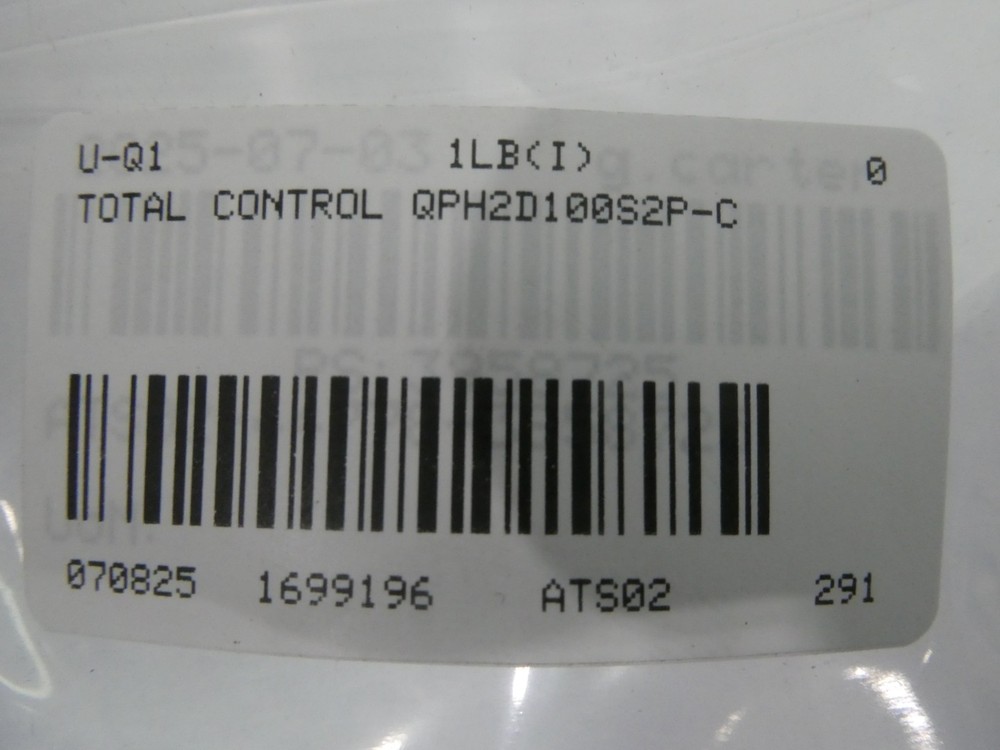 U-Q1 1LB(I) 0
TOTAL CONTROL QPH2D100S2P-C
070825 1699196 ATS02 291